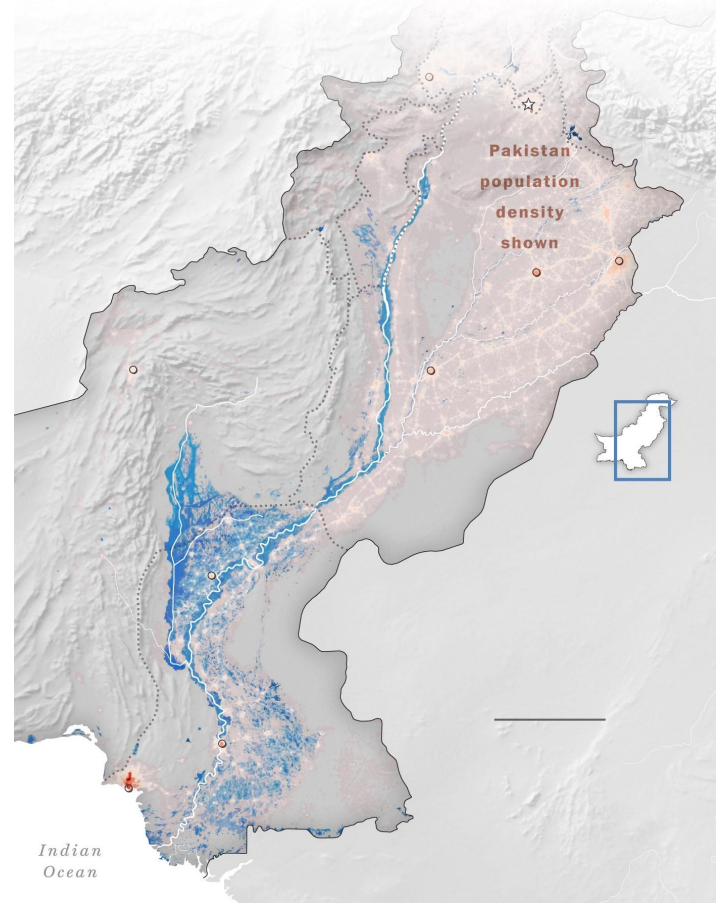 Pakistan
population
density
shown
Indian
Ocean